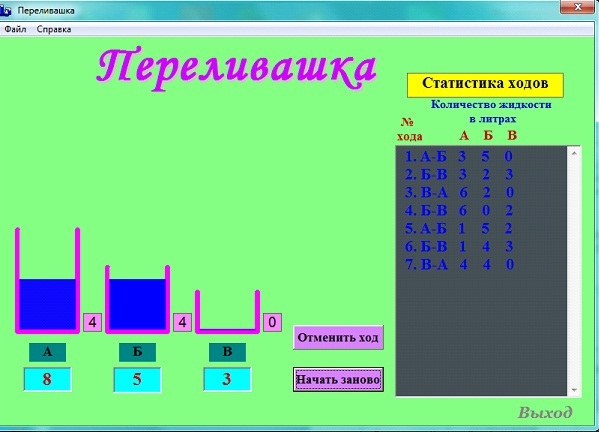 Переливашка
Файл Справка
Переливашка
Статистика ходов
Количество жидкости
в литрах
№
хода А Б В
1. А-Б 3 5 0
2. Б-В 3 2 3
3. В-А 6 2 0
4. Б-В 6 0 2
5. А-Б 1 5 2
6. Б-В 1 4 3
7. В-А 4 4 0
4 4 0
Отменить ход
А Б В
8 5 3
Начать заново
Выход